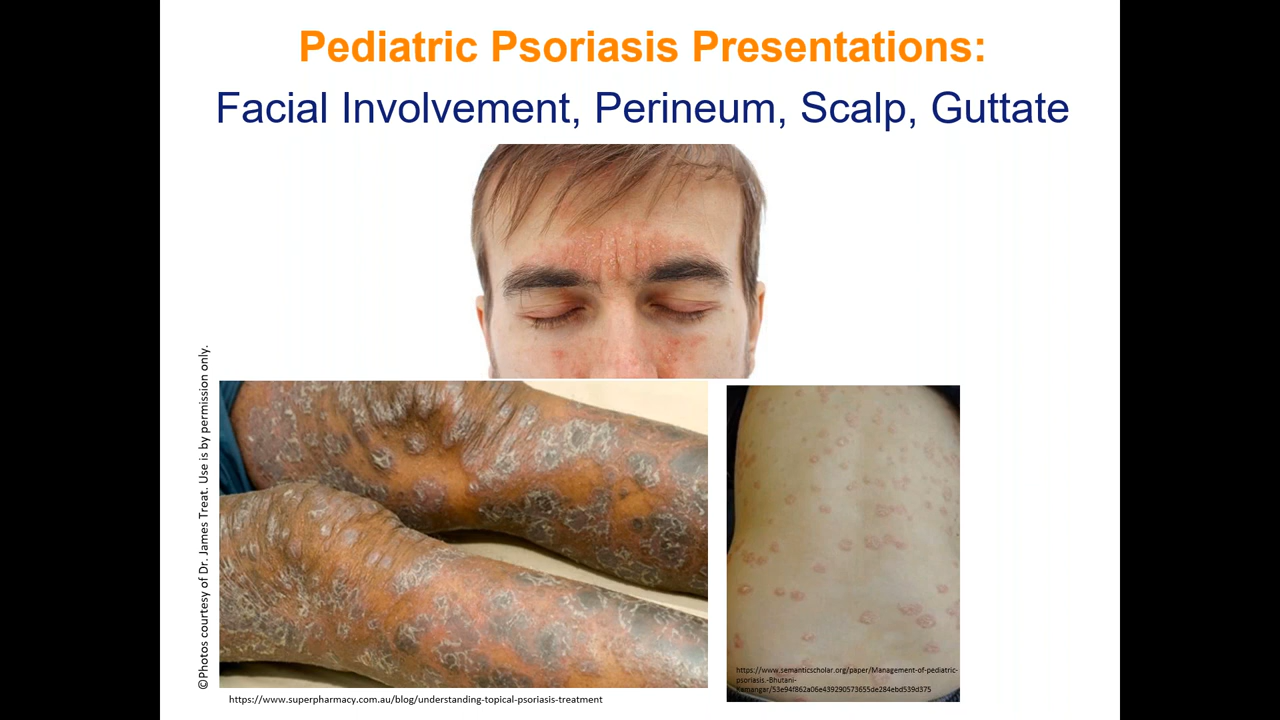 Pediatric Psoriasis Presentations:
Facial Involvement, Perineum, Scalp, Guttate
©Photos courtesy of Dr. James Treat. Use is by permission only.
https://www.superpharmacy.com.au/blog/understanding-topical-psoriasis-treatment
https://www.semanticscholar.org/paper/Management-of-pediatric-
psoriasis.-Bhutani-
Kamangar/53e94f862a06e439290573655de284ebd539d375